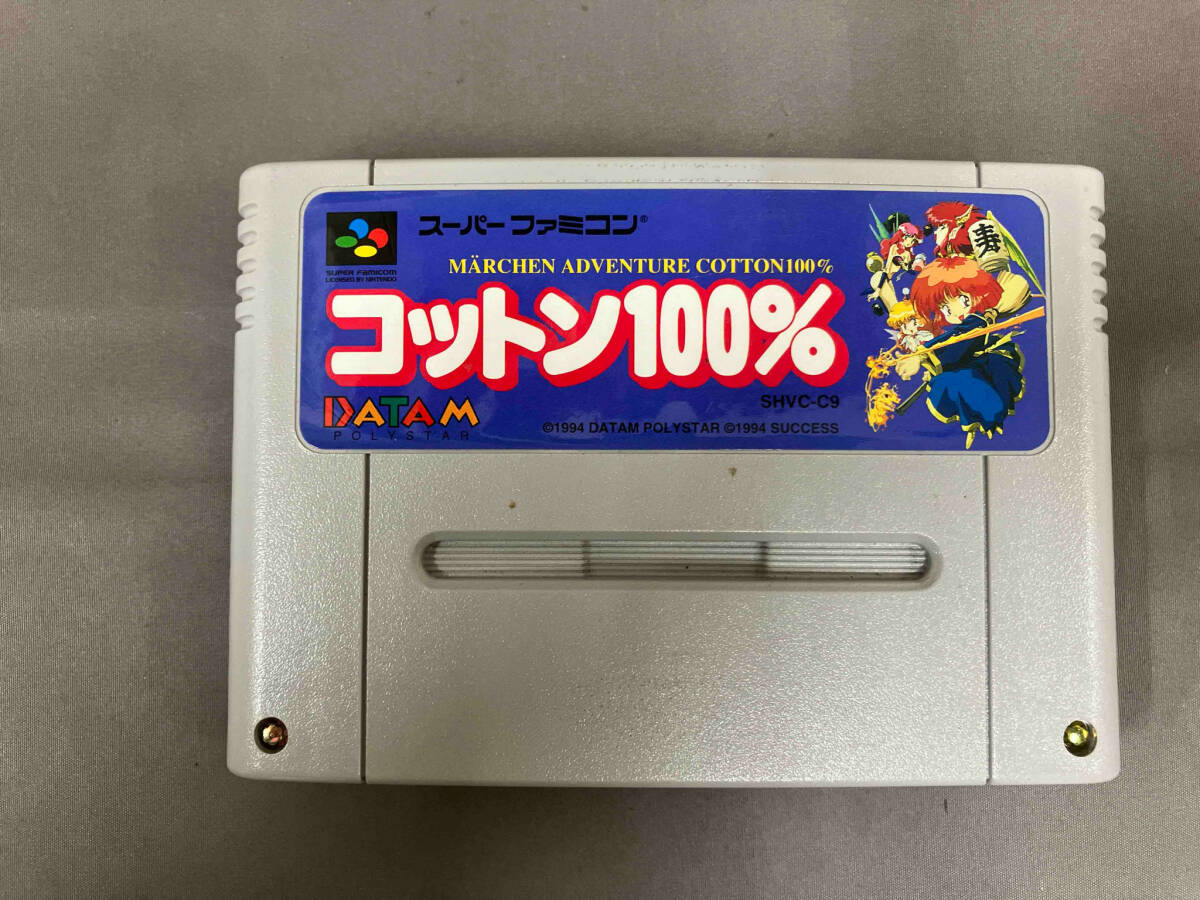 スーパーファミコン®
SUPER FAMICOM
LICENSED BY NINTENDO
MÄRCHEN ADVENTURE COTTON100%
コットン100%
寿
SHVC-C9
DATAM
POLYSTAR
©1994 DATAM POLYSTAR ©1994 SUCCESS